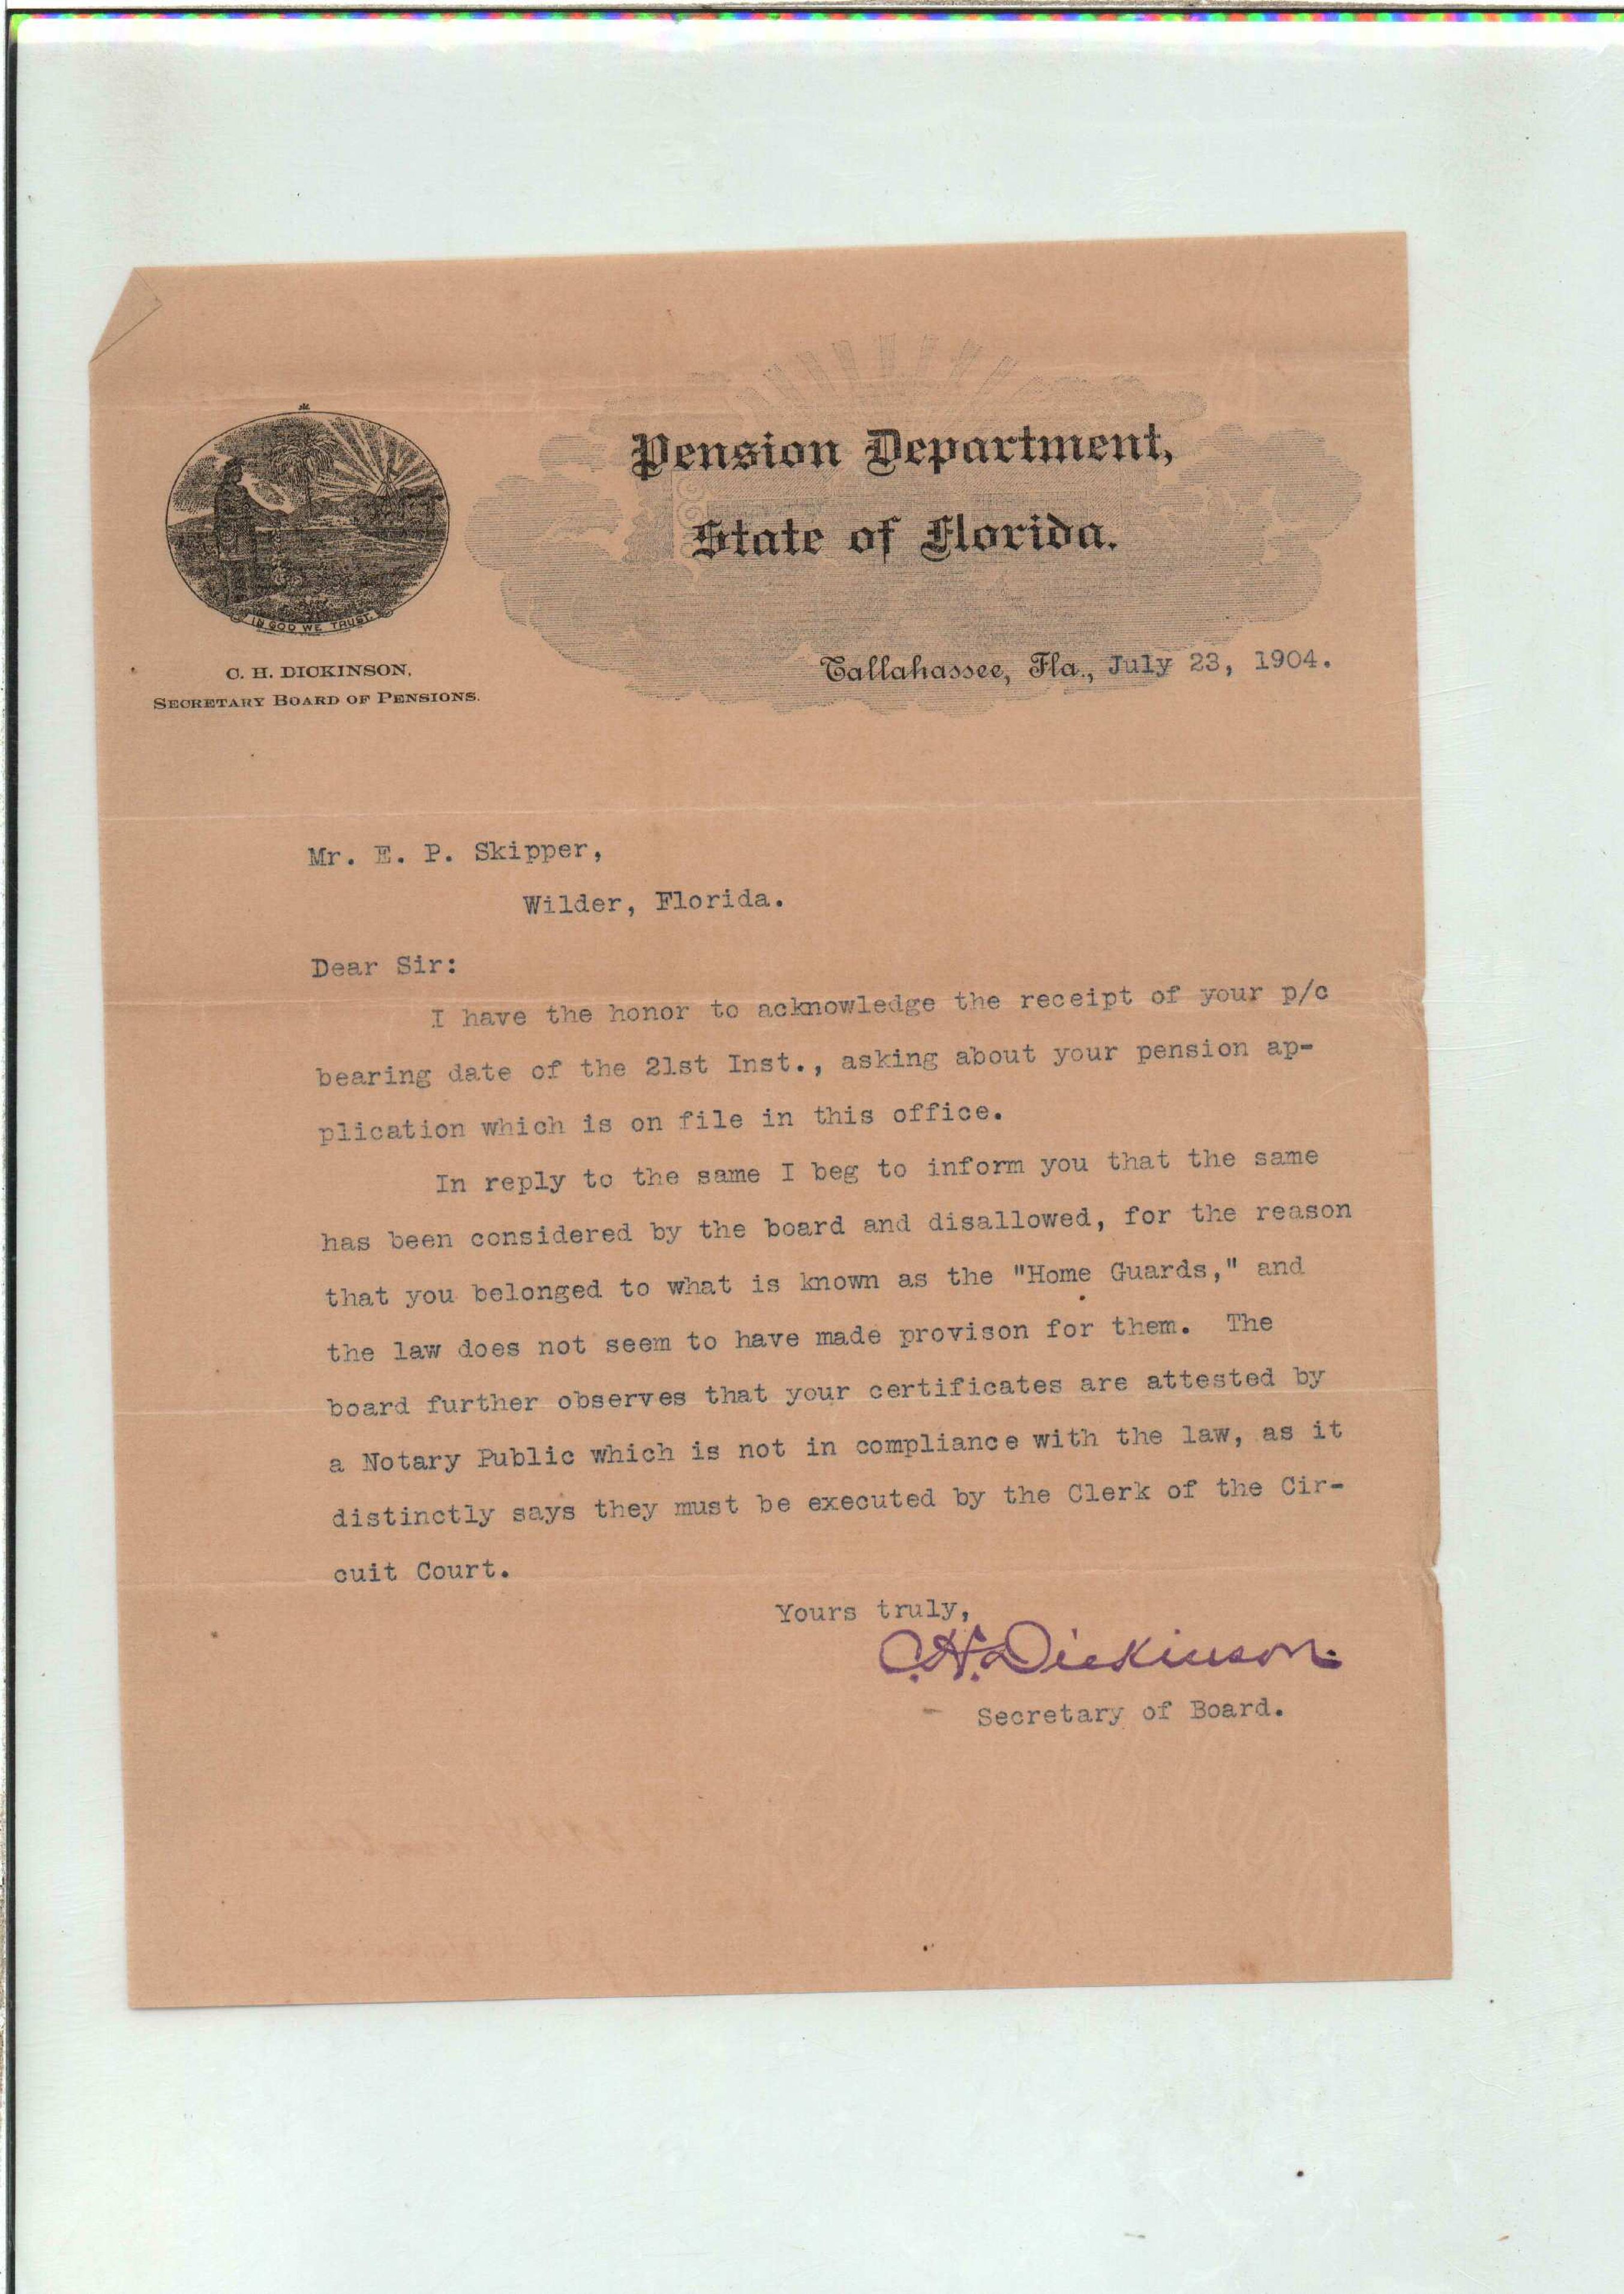 Pension Department,
State of Florida.
IN GOD WE TRUST.
C. H. DICKINSON,
SECRETARY BOARD OF PENSIONS.
Tallahassee, Fla., July 23, 1904.
Mr. E. P. Skipper,
Wilder, Florida.
Dear Sir:
I have the honor to acknowledge the receipt of your p/c
bearing date of the 21st Inst., asking about your pension ap-
plication which is on file in this office.
In reply to the same I beg to inform you that the same
has been considered by the board and disallowed, for the reason
that you belonged to what is known as the "Home Guards," and
the law does not seem to have made provison for them. The
board further observes that your certificates are attested by
a Notary Public which is not in compliance with the law, as it
distinctly says they must be executed by the Clerk of the Cir-
cuit Court.
Yours truly,
C. H. Dickinson.
Secretary of Board.